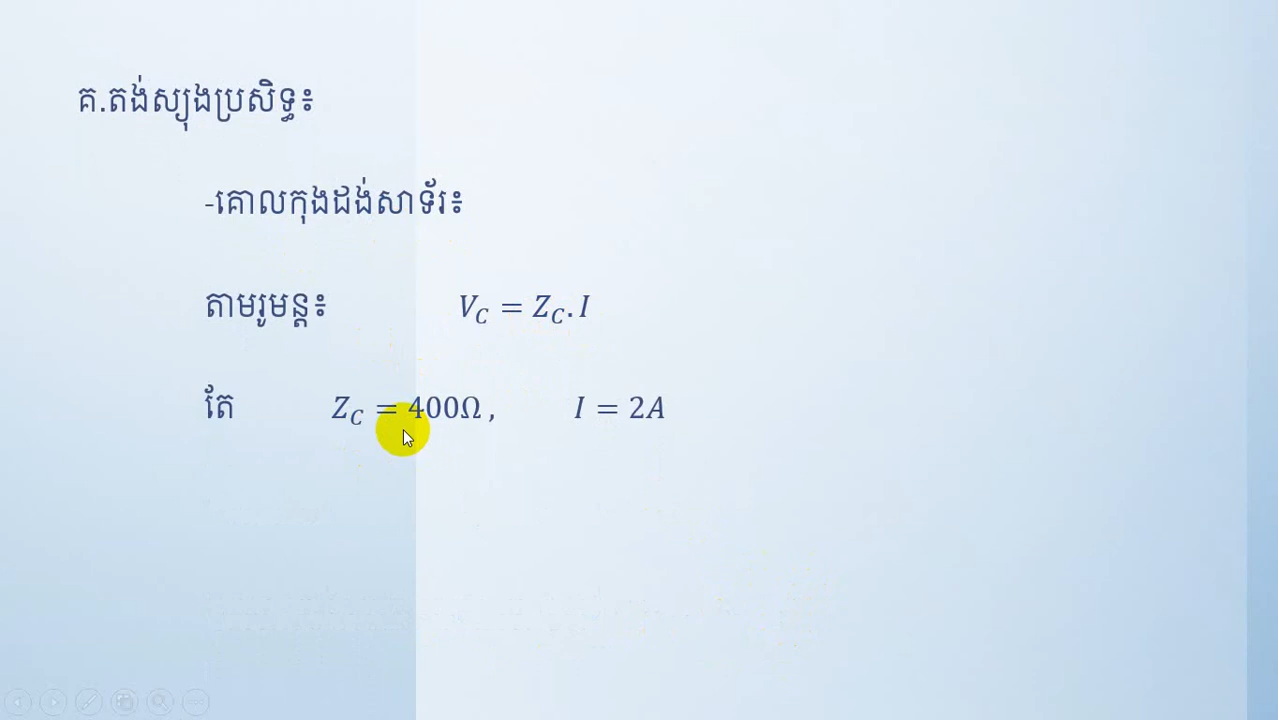 គ.តង់ស្យុងប្រសិទ្ធ៖
-គោលកុងដង់សាទ័រ៖
តាមរូមន្ត៖ V_C = Z_C . I
តែ Z_C = 400Ω , I = 2A